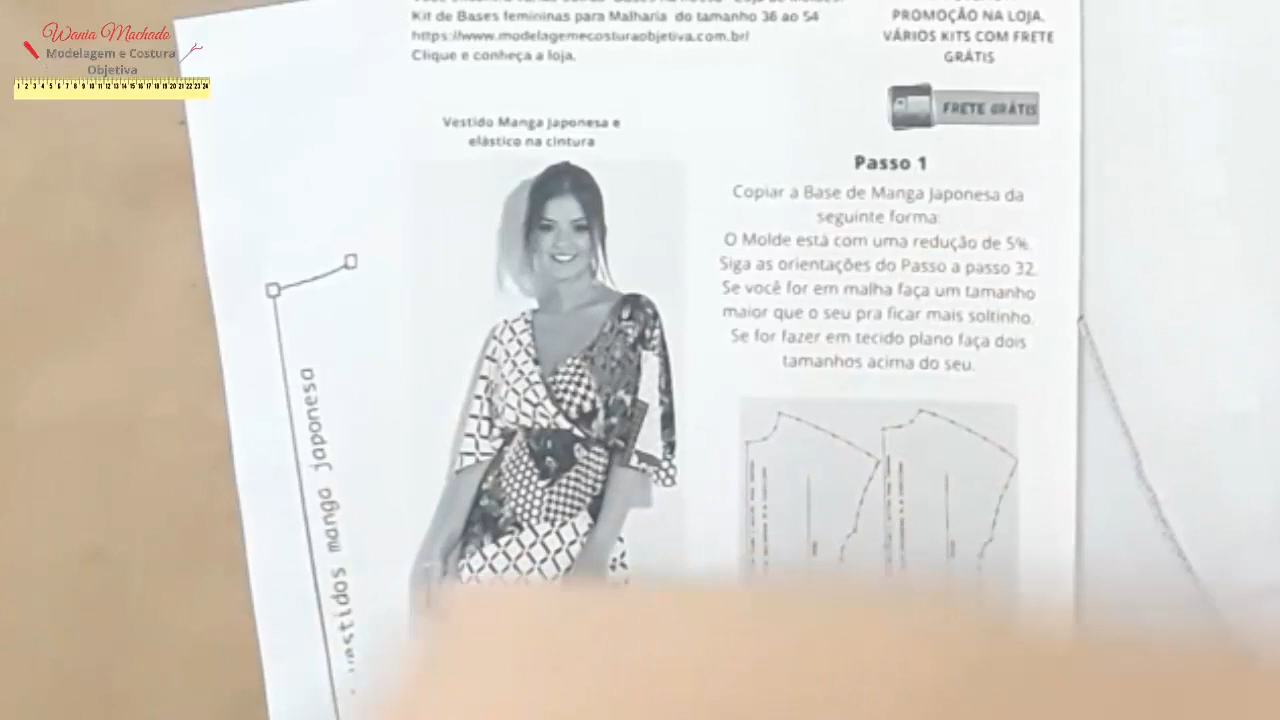 Wania Machado
Modelagem e Costura
Objetiva
1 2 3 4 5 6 7 8 9 10 11 12 13 14 15 16 17 18 19 20 21 22 23 24
Kit de Bases femininas para Malharia do tamanho 36 ao 54
https://www.modelagemecosturaobjetiva.com.br/
Clique e conheça a loja.
PROMOÇÃO NA LOJA.
VÁRIOS KITS COM FRETE
GRÁTIS
FRETE GRÁTIS
Vestido Manga Japonesa e
elástico na cintura
Passo 1
Copiar a Base de Manga Japonesa da
seguinte forma:
O Molde está com uma redução de 5%.
Siga as orientações do Passo a passo 32.
Se você for em malha faça um tamanho
maior que o seu pra ficar mais soltinho.
Se for fazer em tecido plano faça dois
tamanhos acima do seu.
vestidos manga japonesa